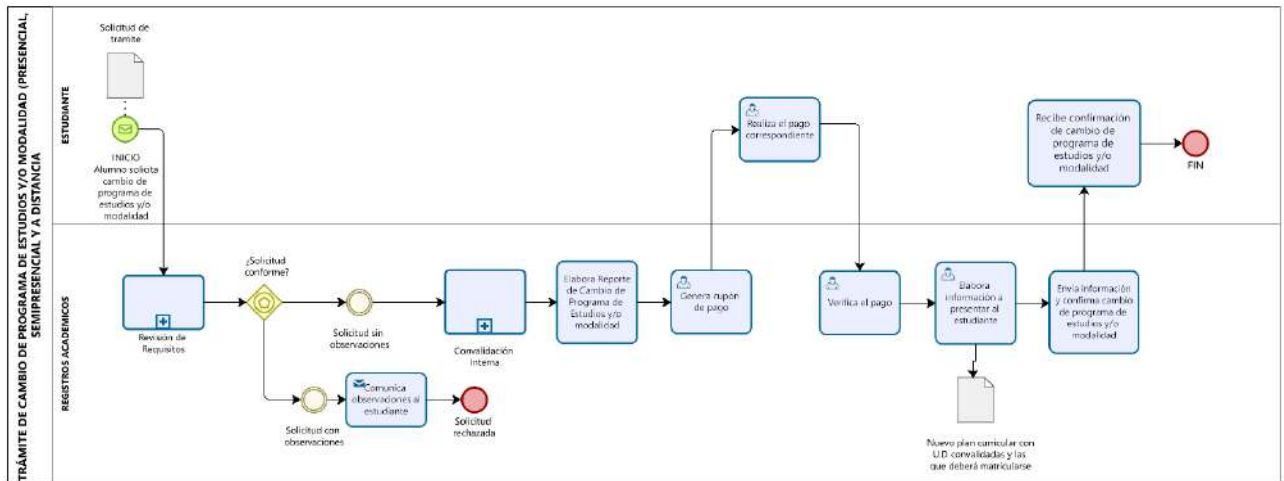 TRÁMITE DE CAMBIO DE PROGRAMA DE ESTUDIOS Y/O MODALIDAD (PRESENCIAL,
SEMIPRESENCIAL Y A DISTANCIA
ESTUDIANTE
Solicitud de
tramite
INICIO
Alumno solicita
cambio de
programa de
estudios y/o
modalidad
Realiza el pago
correspondiente
Recibe confirmación
de cambio de
programa de
estudios y/o
modalidad
FIN
REGISTROS ACADEMICOS
Revisión de
Requisitos
¿Solicitud
conforme?
Solicitud sin
observaciones
Convalidación
Interna
Elabora Reporte
de Cambio de
Programa de
Estudios y/o
modalidad
Genera cupón
de pago
Verifica el pago
Elabora
información a
presentar al
estudiante
Envia información
y confirma cambio
de programa de
estudios y/o
modalidad
Solicitud con
observaciones
Comunica
observaciones al
estudiante
Solicitud
rechazada
Nuevo plan curricular con
U.D convalidadas y las
que deberá matricularse